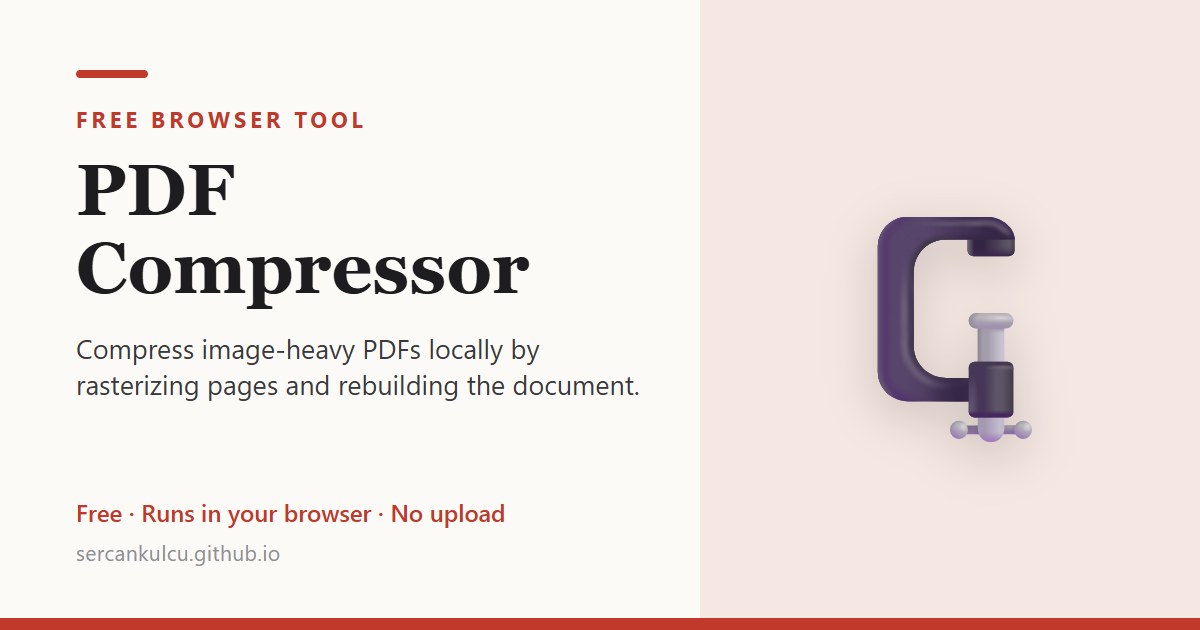 FREE BROWSER TOOL
PDF
Compressor
Compress image-heavy PDFs locally by
rasterizing pages and rebuilding the document.
Free · Runs in your browser · No upload
sercankulcu.github.io